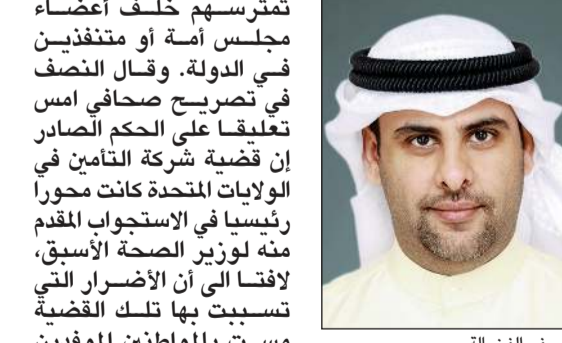 تمترسهم خلف أعضاء
مجلس أمة أو متنفذين
في الدولة. وقال النصف
في تصريح صحافي امس
تعليقا على الحكم الصادر
إن قضية شركة التأمين في
الولايات المتحدة كانت محورا
رئيسيا في الاستجواب المقدم
منه لوزير الصحة الأسبق،
لافتا الى أن الأضرار التي
تسببت بها تلك القضية